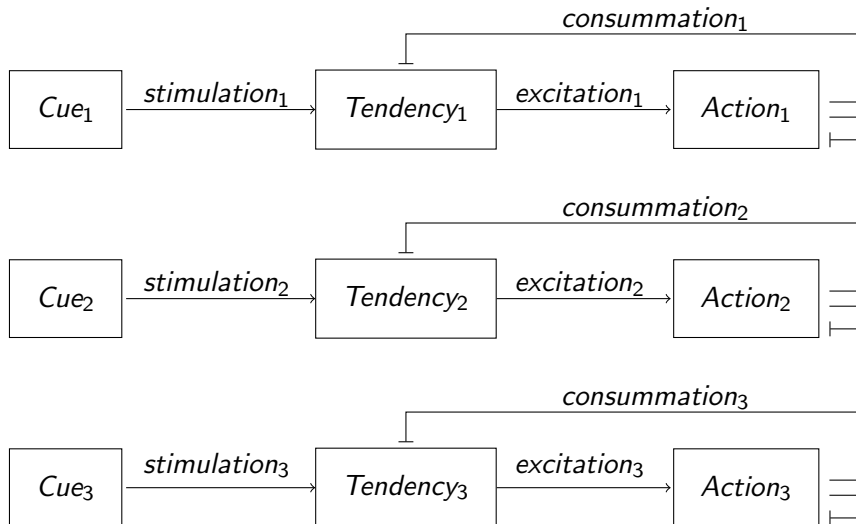 consummation₁
Cue₁ stimulation₁ Tendency₁ excitation₁ Action₁
consummation₂
Cue₂ stimulation₂ Tendency₂ excitation₂ Action₂
consummation₃
Cue₃ stimulation₃ Tendency₃ excitation₃ Action₃